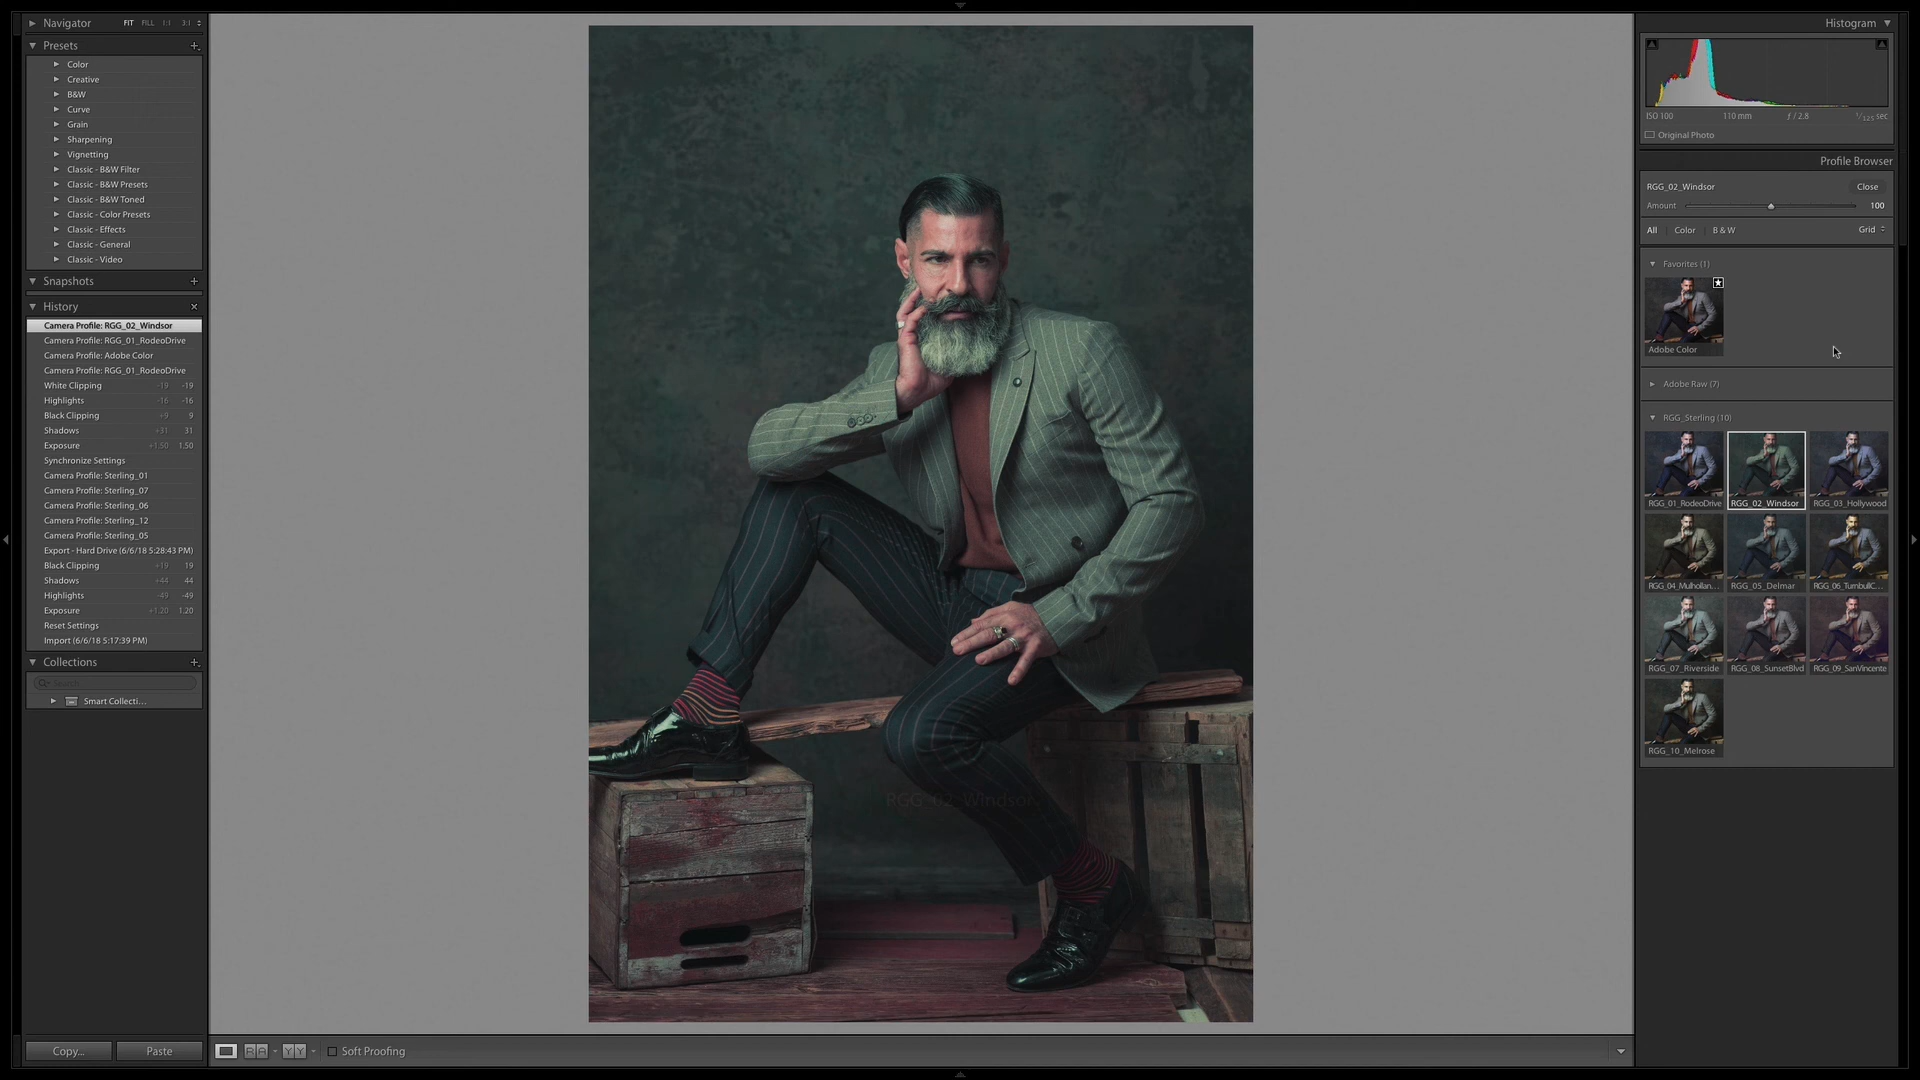 Navigator FIT FILL 1:1 3:1
Presets
Color
Creative
B&W
Curve
Grain
Sharpening
Vignetting
Classic - B&W Filter
Classic - B&W Presets
Classic - B&W Toned
Classic - Color Presets
Classic - Effects
Classic - General
Classic - Video
Snapshots
History
Camera Profile: RGG_02_Windsor
Camera Profile: RGG_01_RodeoDrive
Camera Profile: Adobe Color
Camera Profile: RGG_01_RodeoDrive
White Clipping -19 -19
Highlights -16 -16
Black Clipping +9 9
Shadows +31 31
Exposure +1.50 1.50
Synchronize Settings
Camera Profile: Sterling_01
Camera Profile: Sterling_07
Camera Profile: Sterling_06
Camera Profile: Sterling_12
Camera Profile: Sterling_05
Export - Hard Drive (6/6/18 5:28:43 PM)
Black Clipping +19 19
Shadows +44 44
Highlights -49 -49
Exposure +1.20 1.20
Reset Settings
Import (6/6/18 5:17:39 PM)
Collections
Search
Smart Collecti...
Copy... Paste
RGG_02_Windsor
R A Y Y Soft Proofing
Histogram
ISO 100 110 mm ƒ / 2.8 1/125 sec
Original Photo
Profile Browser
RGG_02_Windsor Close
Amount 100
All Color B & W Grid
Favorites (1)
Adobe Color
Adobe Raw (7)
RGG_Sterling (10)
RGG_01_RodeoDrive RGG_02_Windsor RGG_03_Hollywood
RGG_04_Mulhollan... RGG_05_Delmar RGG_06_TurnbullC...
RGG_07_Riverside RGG_08_SunsetBlvd RGG_09_SanVincente
RGG_10_Melrose